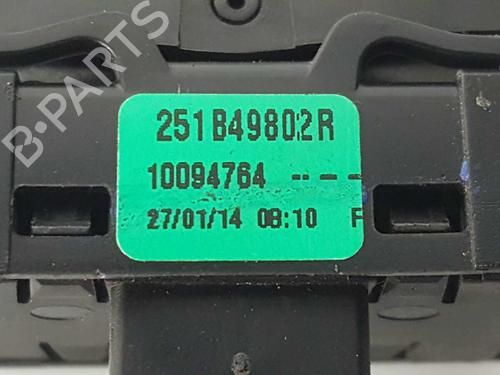 B-PARTS
251B49802R
10094764 ----
27/01/14 08:10 F